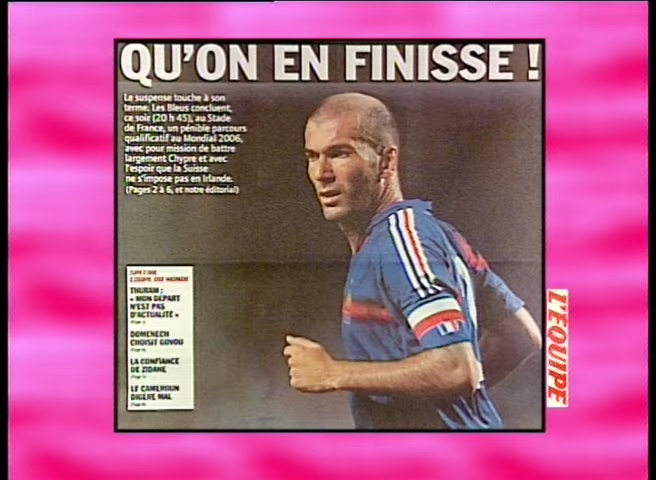 QU'ON EN FINISSE !
Le suspense touche à son
terme. Les Bleus concluent,
ce soir (20 h 45), au Stade
de France, un pénible parcours
qualificatif au Mondial 2006,
avec pour mission de battre
largement Chypre et avec
l'espoir que la Suisse
ne s'impose pas en Irlande.
(Pages 2 à 6, et notre éditorial)
THURAM :
« MON DÉPART
N'EST PAS
D'ACTUALITÉ »
DOMENECH
CHOISIT GOVOU
LA CONFIANCE
DE ZIDANE
LE CAMEROUN
DIGÈRE MAL
L'ÉQUIPE